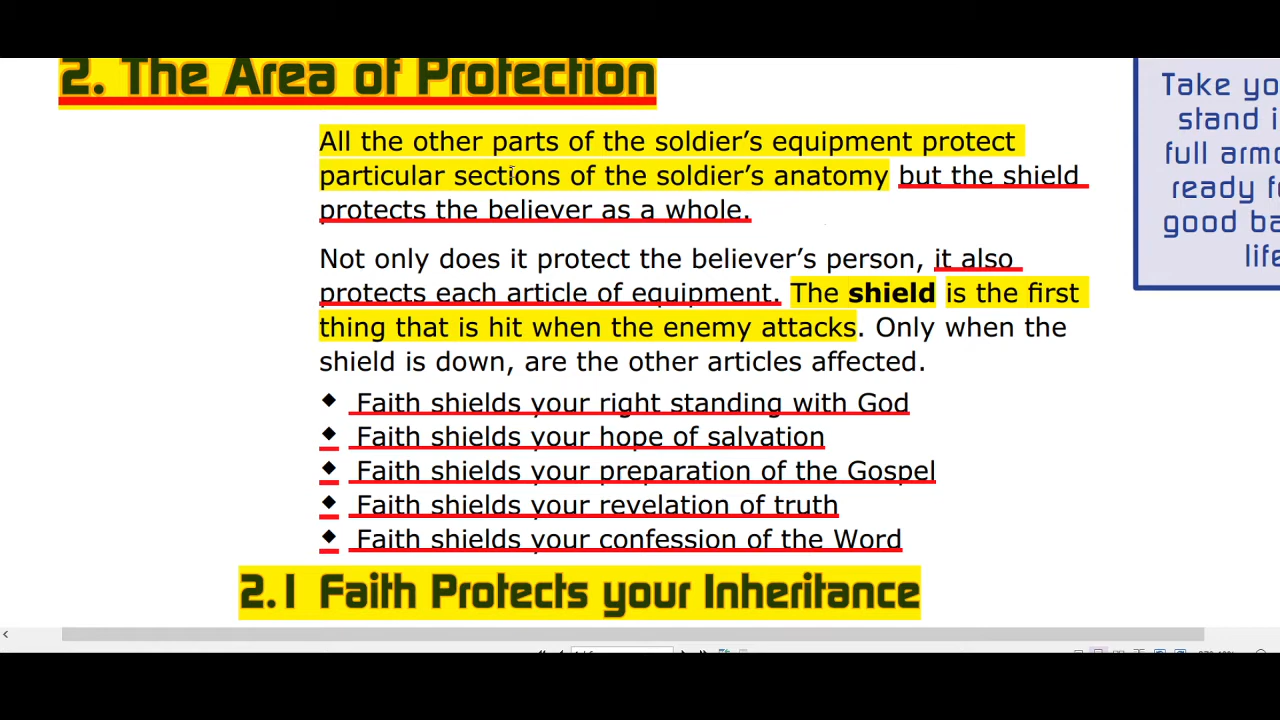 2. The Area of Protection
All the other parts of the soldier’s equipment protect
particular sections of the soldier’s anatomy but the shield
protects the believer as a whole.
Not only does it protect the believer’s person, it also
protects each article of equipment. The shield is the first
thing that is hit when the enemy attacks. Only when the
shield is down, are the other articles affected.
◆ Faith shields your right standing with God
◆ Faith shields your hope of salvation
◆ Faith shields your preparation of the Gospel
◆ Faith shields your revelation of truth
◆ Faith shields your confession of the Word
2.1 Faith Protects your Inheritance
Take
stand
full
ready
good